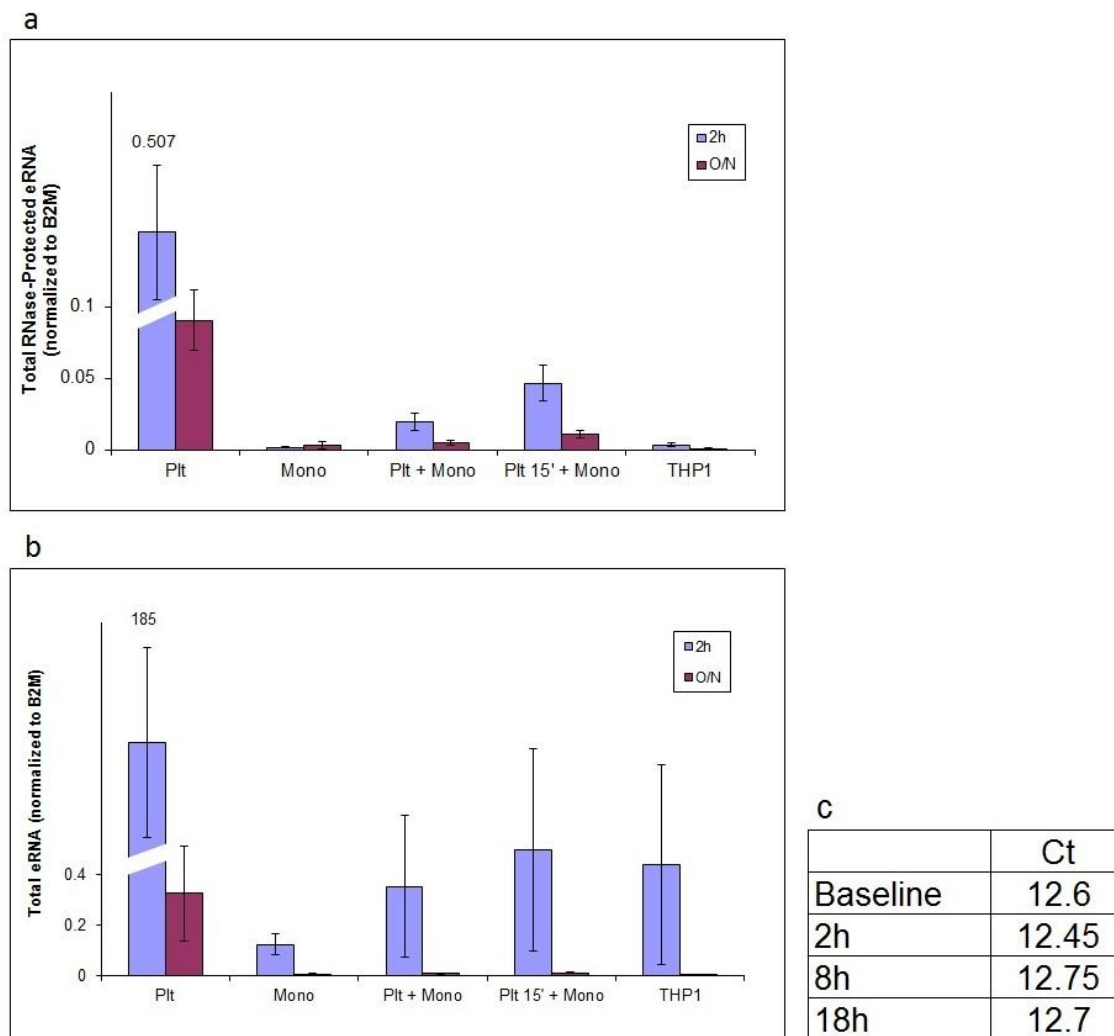 a
0.507
2h
O/N
Total RNase-Protected eRNA
(normalized to B2M)
0.1
0.05
0
Plt
Mono
Plt + Mono
Plt 15' + Mono
THP1
b
185
2h
O/N
Total eRNA (normalized to B2M)
0.4
0.2
0
Plt
Mono
Plt + Mono
Plt 15' + Mono
THP1
c
Ct
Baseline 12.6
2h 12.45
8h 12.75
18h 12.7